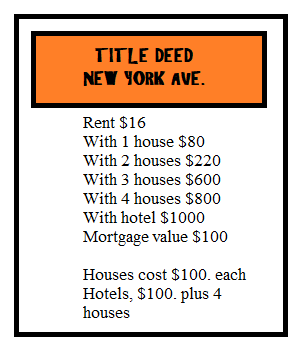 TITLE DEED
NEW YORK AVE.
Rent $16
With 1 house $80
With 2 houses $220
With 3 houses $600
With 4 houses $800
With hotel $1000
Mortgage value $100
Houses cost $100. each
Hotels, $100. plus 4
houses